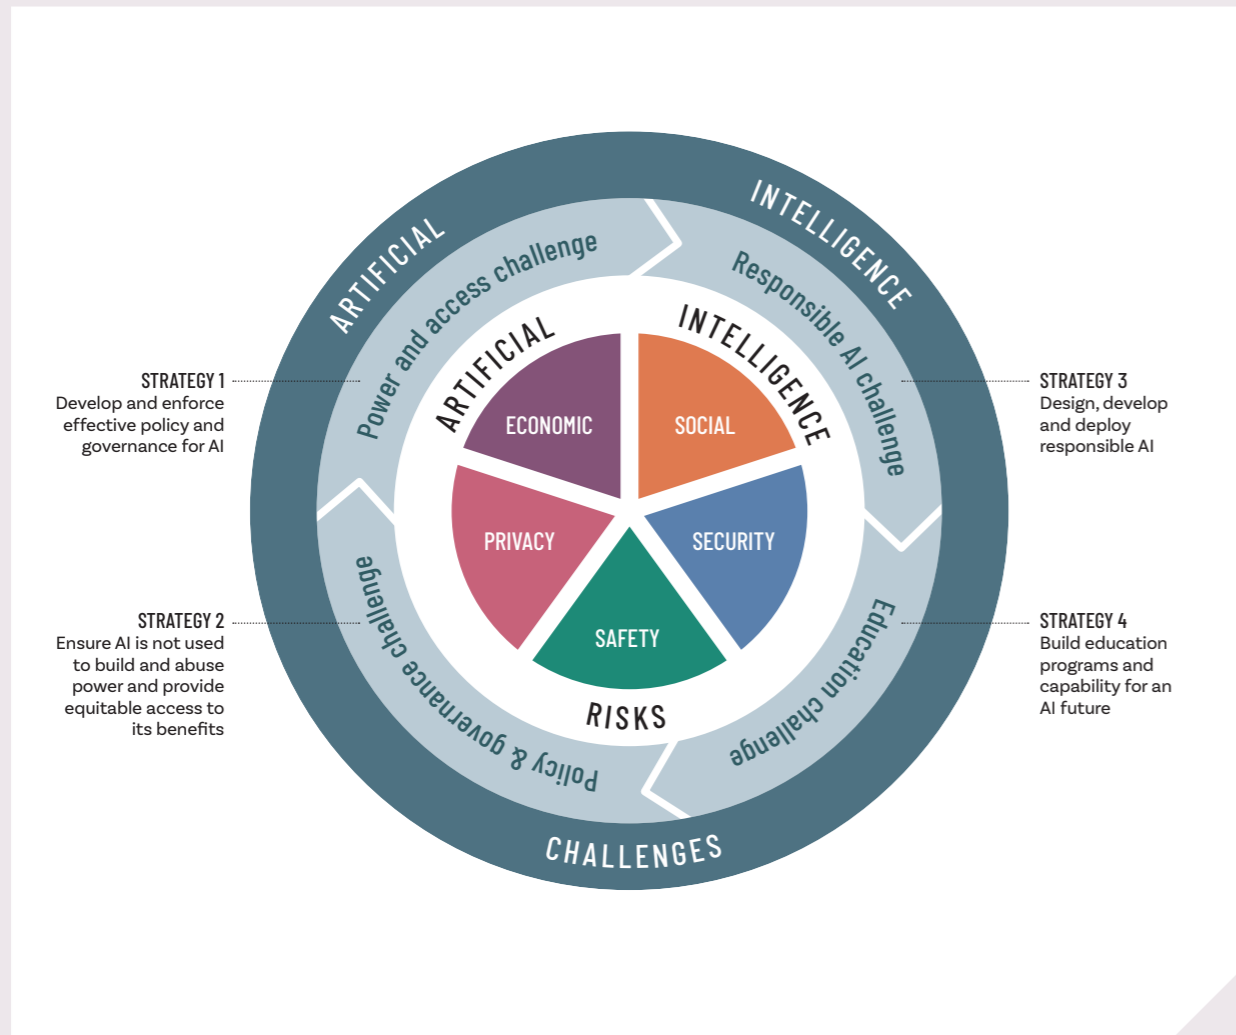 ARTIFICIAL
INTELLIGENCE
CHALLENGES
Power and access challenge
Responsible AI challenge
Education challenge
Policy & governance challenge
ARTIFICIAL
INTELLIGENCE
RISKS
ECONOMIC
SOCIAL
SECURITY
SAFETY
PRIVACY
STRATEGY 1
Develop and enforce
effective policy and
governance for AI
STRATEGY 2
Ensure AI is not used
to build and abuse
power and provide
equitable access to
its benefits
STRATEGY 3
Design, develop
and deploy
responsible AI
STRATEGY 4
Build education
programs and
capability for an
AI future